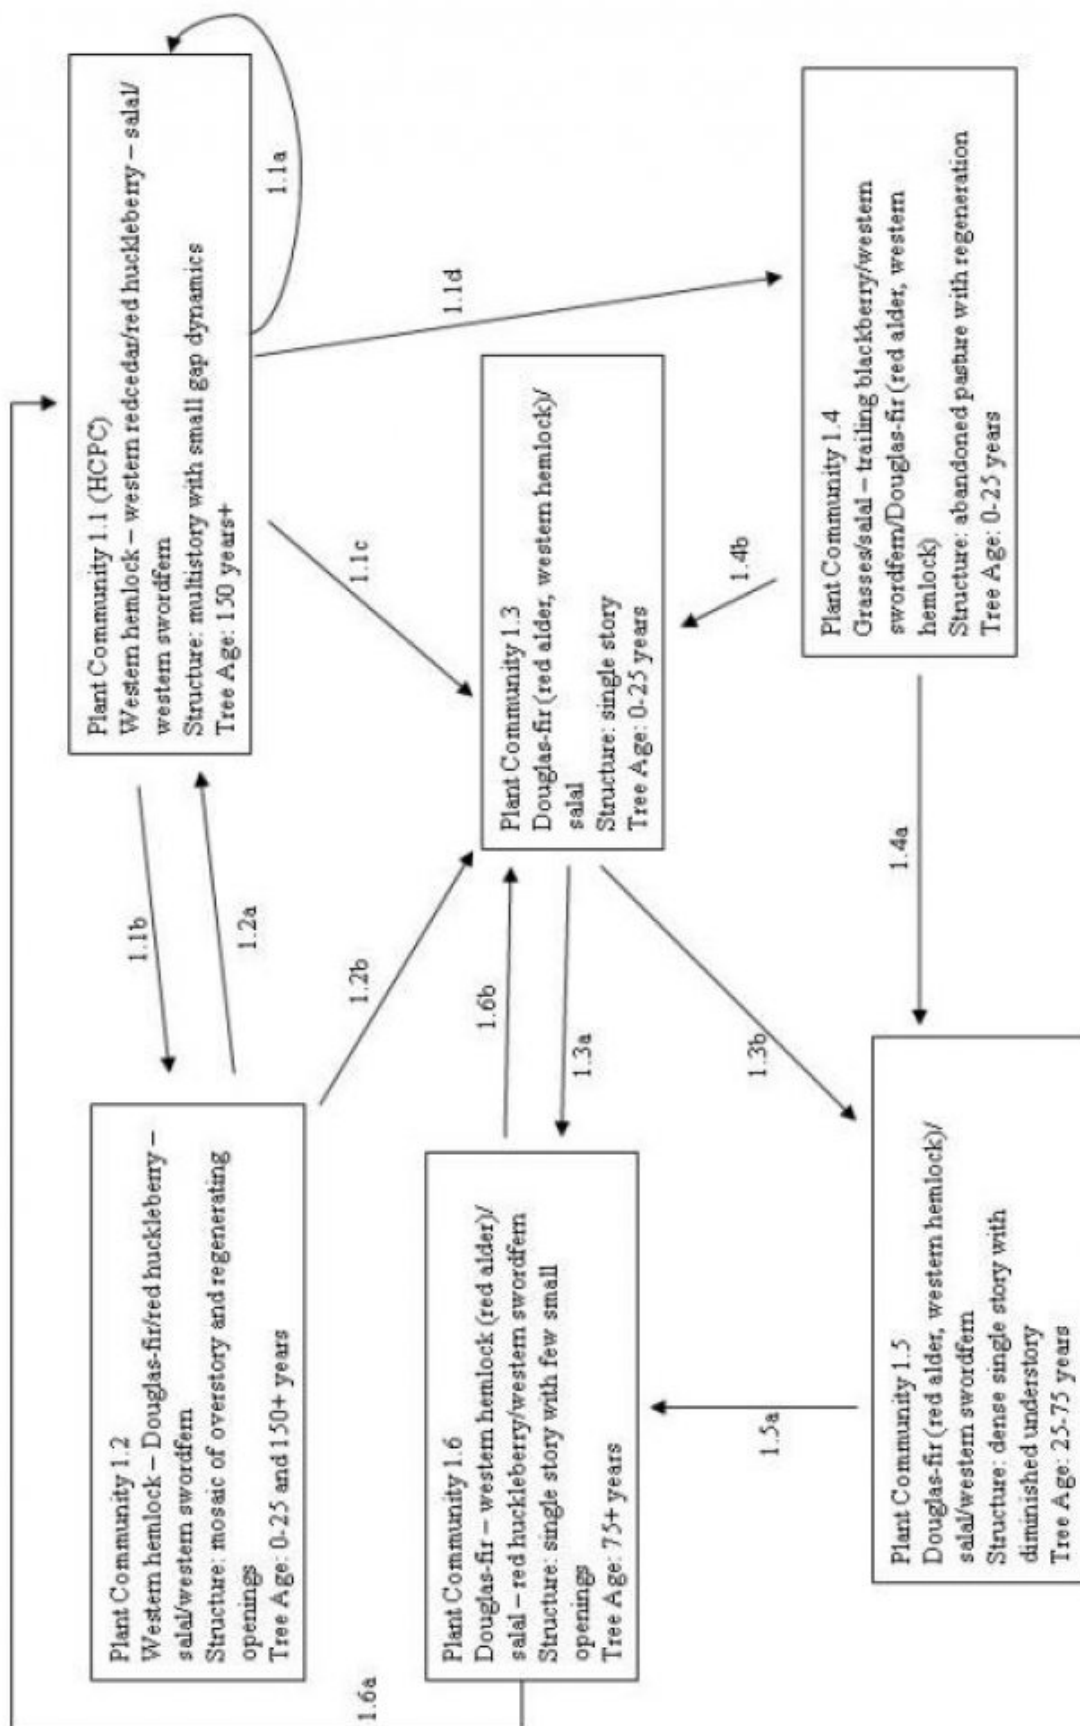 Plant Community 1.2
Western hemlock – Douglas-fir/red huckleberry –
salal/western swordfern
Structure: mosaic of overstory and regenerating
openings
Tree Age: 0-25 and 150+ years
1.1b
1.2a
Plant Community 1.1 (HCPC)
Western hemlock – western redcedar/red huckleberry – salal/
western swordfern
Structure: multistory with small gap dynamics
Tree Age: 150 years+
1.1a
1.6a
1.2b
1.1c
1.1d
Plant Community 1.6
Douglas-fir – western hemlock (red alder)/
salal – red huckleberry/western swordfern
Structure: single story with few small
openings
Tree Age: 75+ years
1.6b
1.3a
Plant Community 1.3
Douglas-fir (red alder, western hemlock)/
salal
Structure: single story
Tree Age: 0-25 years
1.5a
1.3b
1.4b
Plant Community 1.5
Douglas-fir (red alder, western hemlock)/
salal/western swordfern
Structure: dense single story with
diminished understory
Tree Age: 25-75 years
1.4a
Plant Community 1.4
Grasses/salal – trailing blackberry/western
swordfern/Douglas-fir (red alder, western
hemlock)
Structure: abandoned pasture with regeneration
Tree Age: 0-25 years